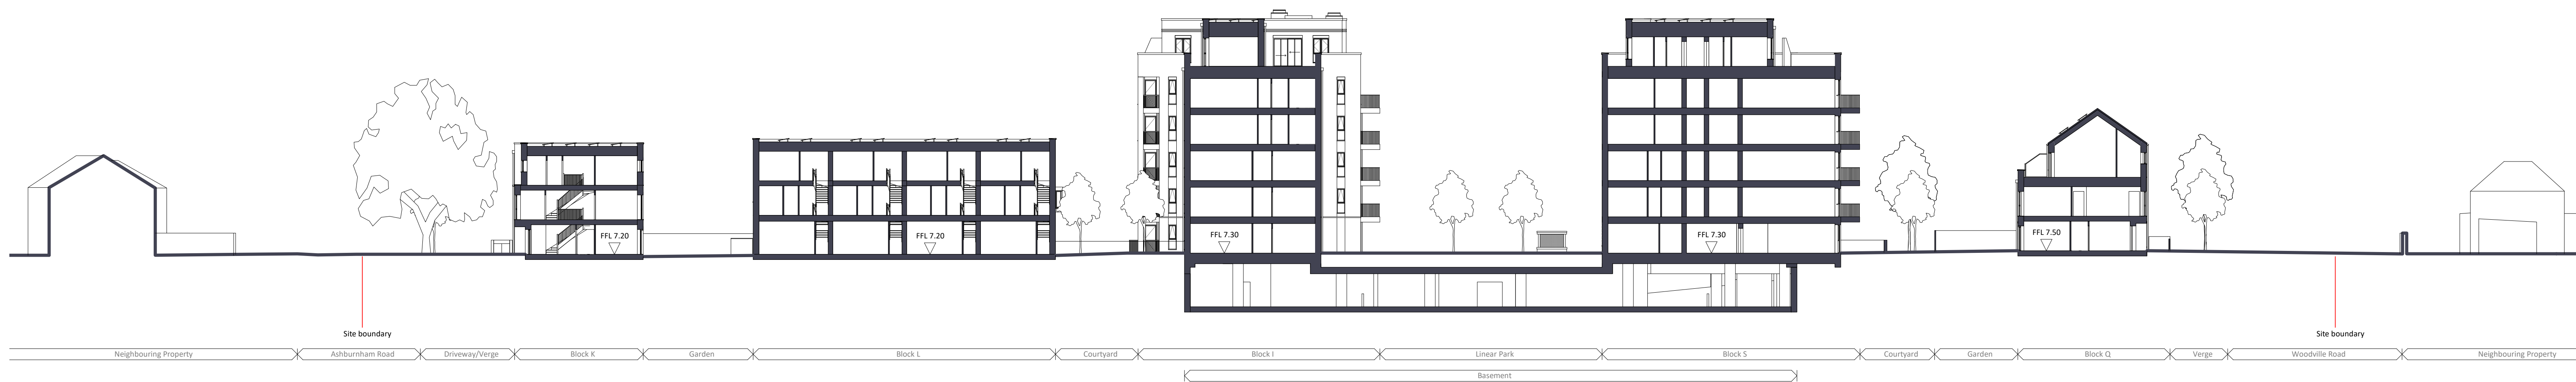 FFL 7.20
FFL 7.20
FFL 7.30
FFL 7.30
FFL 7.50
Site boundary
Site boundary
Neighbouring Property
Ashburnham Road
Driveway/Verge
Block K
Garden
Block L
Courtyard
Block I
Linear Park
Block S
Courtyard
Garden
Block Q
Verge
Woodville Road
Neighbouring Property
Basement